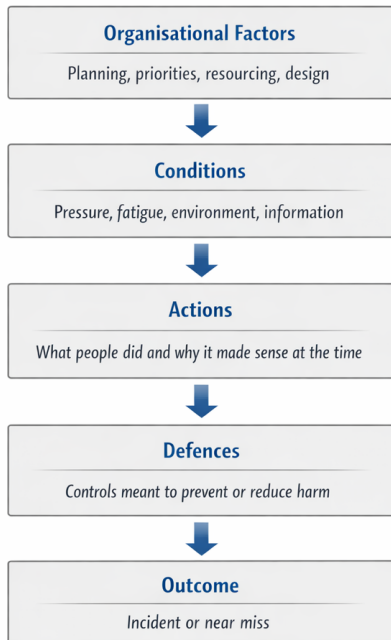 Organisational Factors
Planning, priorities, resourcing, design
Conditions
Pressure, fatigue, environment, information
Actions
What people did and why it made sense at the time
Defences
Controls meant to prevent or reduce harm
Outcome
Incident or near miss